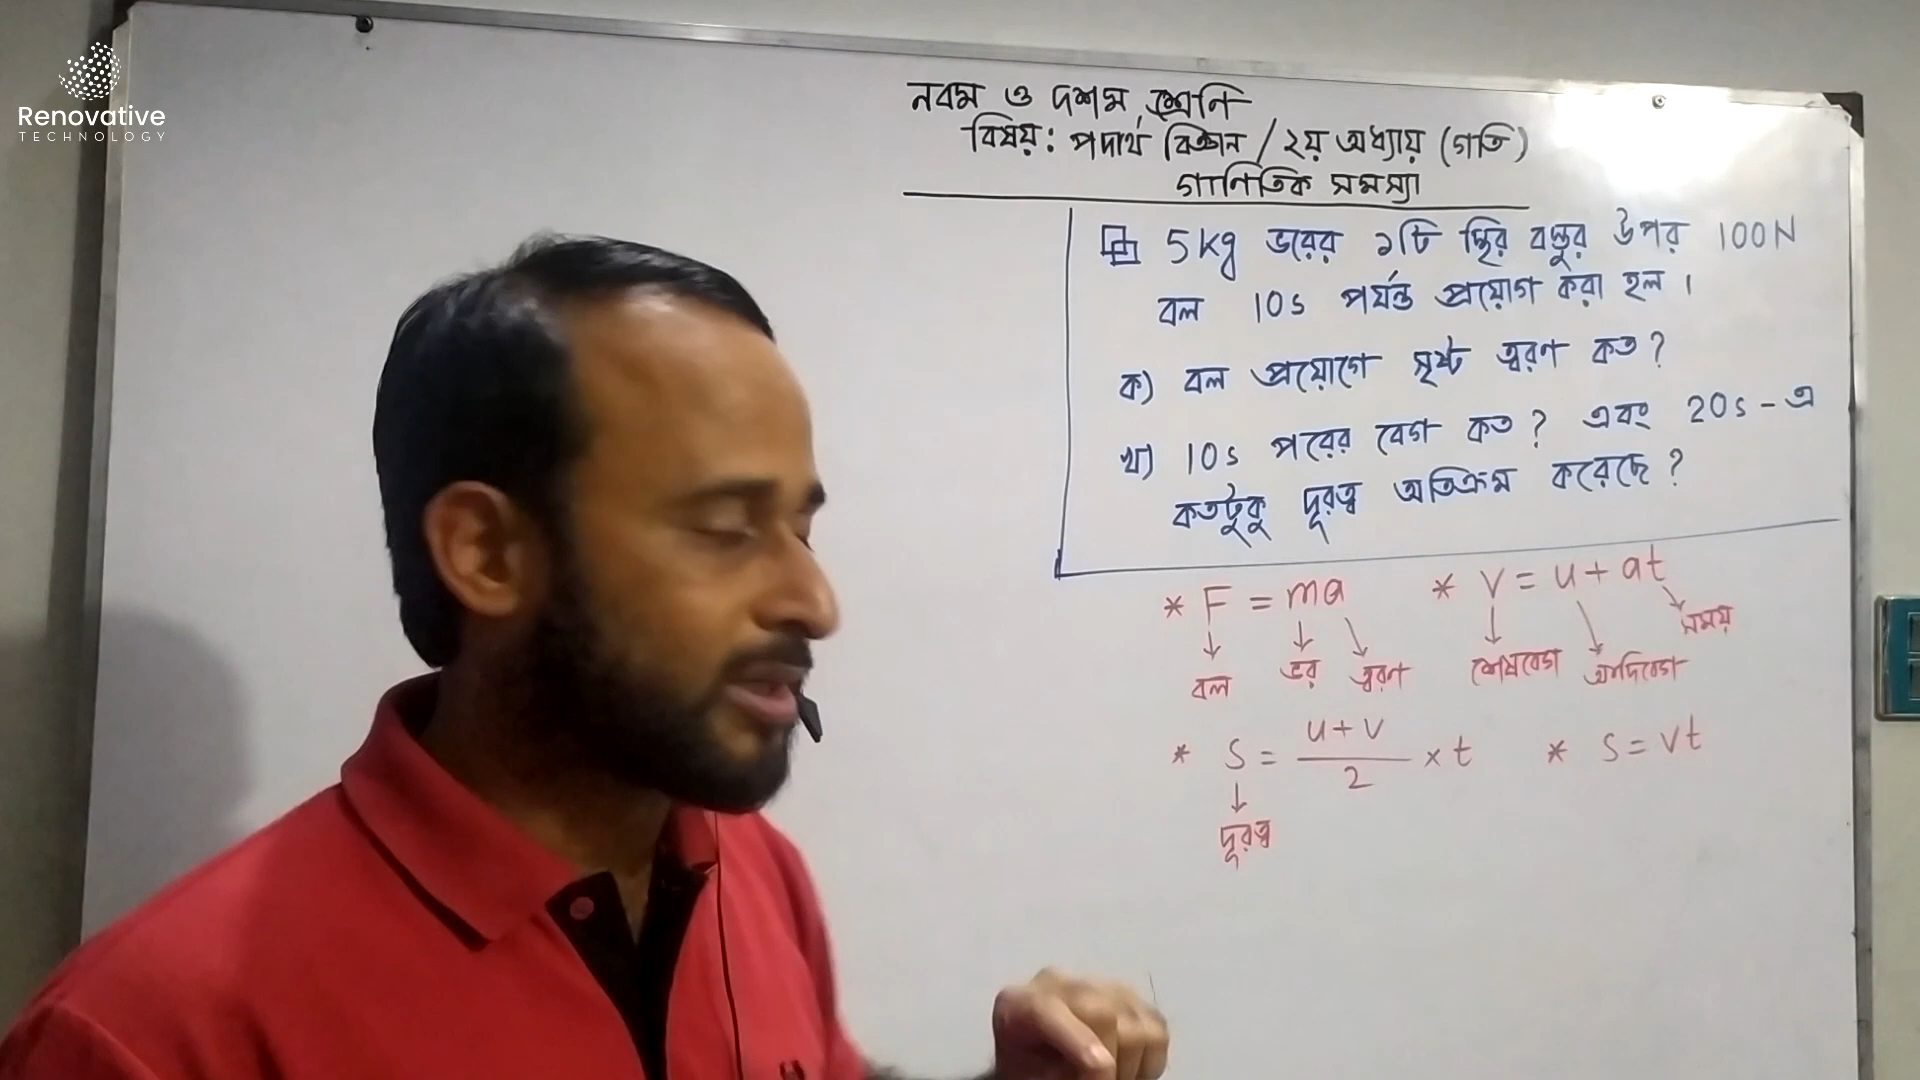 Renovative
TECHNOLOGY
নবম ও দশম শ্রেনি
বিষয়: পদার্থ বিজ্ঞান / ২য় অধ্যায় (গতি)
গাণিতিক সমস্যা
5kg ভরের ১টি স্থির বস্তুর উপর 100N
বল 10s পর্যন্ত প্রয়োগ করা হল।
ক) বল প্রয়োগে সৃষ্ট ত্বরণ কত?
খ) 10s পরের বেগ কত? এবং 20s-এ
কতটুকু দূরত্ব অতিক্রম করেছে?
* F = ma * v = u + at
সময়
বল ভর ত্বরণ শেষবেগ আদিবেগ
* S = (u+v)/2 × t * S = vt
দূরত্ব